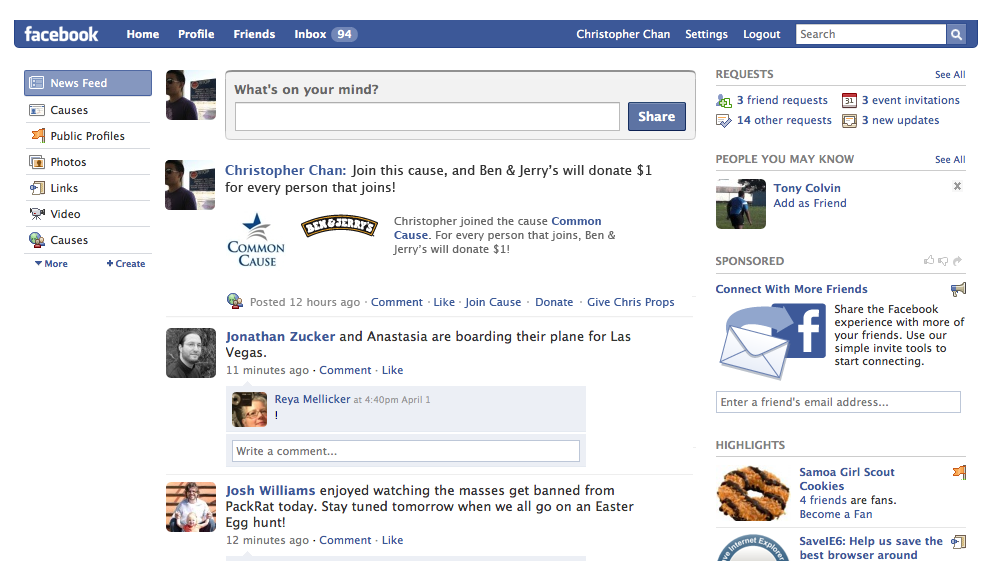 facebook Home Profile Friends Inbox 94 Christopher Chan Settings Logout Search
News Feed
Causes
Public Profiles
Photos
Links
Video
Causes
More + Create
What's on your mind?
Share
Christopher Chan: Join this cause, and Ben & Jerry's will donate $1
for every person that joins!
COMMON
CAUSE
BEN & JERRY'S
Christopher joined the cause Common
Cause. For every person that joins, Ben &
Jerry's will donate $1!
Posted 12 hours ago · Comment · Like · Join Cause · Donate · Give Chris Props
Jonathan Zucker and Anastasia are boarding their plane for Las
Vegas.
11 minutes ago · Comment · Like
Reya Mellicker at 4:40pm April 1
!
Write a comment...
Josh Williams enjoyed watching the masses get banned from
PackRat today. Stay tuned tomorrow when we all go on an Easter
Egg hunt!
12 minutes ago · Comment · Like
REQUESTS See All
3 friend requests 31 3 event invitations
14 other requests 3 new updates
PEOPLE YOU MAY KNOW See All
Tony Colvin x
Add as Friend
SPONSORED
Connect With More Friends
f
Share the Facebook
experience with more of
your friends. Use our
simple invite tools to
start connecting.
Enter a friend's email address...
HIGHLIGHTS
Samoa Girl Scout
Cookies
4 friends are fans.
Become a Fan
Internet Explorer
SaveIE6: Help us save the
best browser around